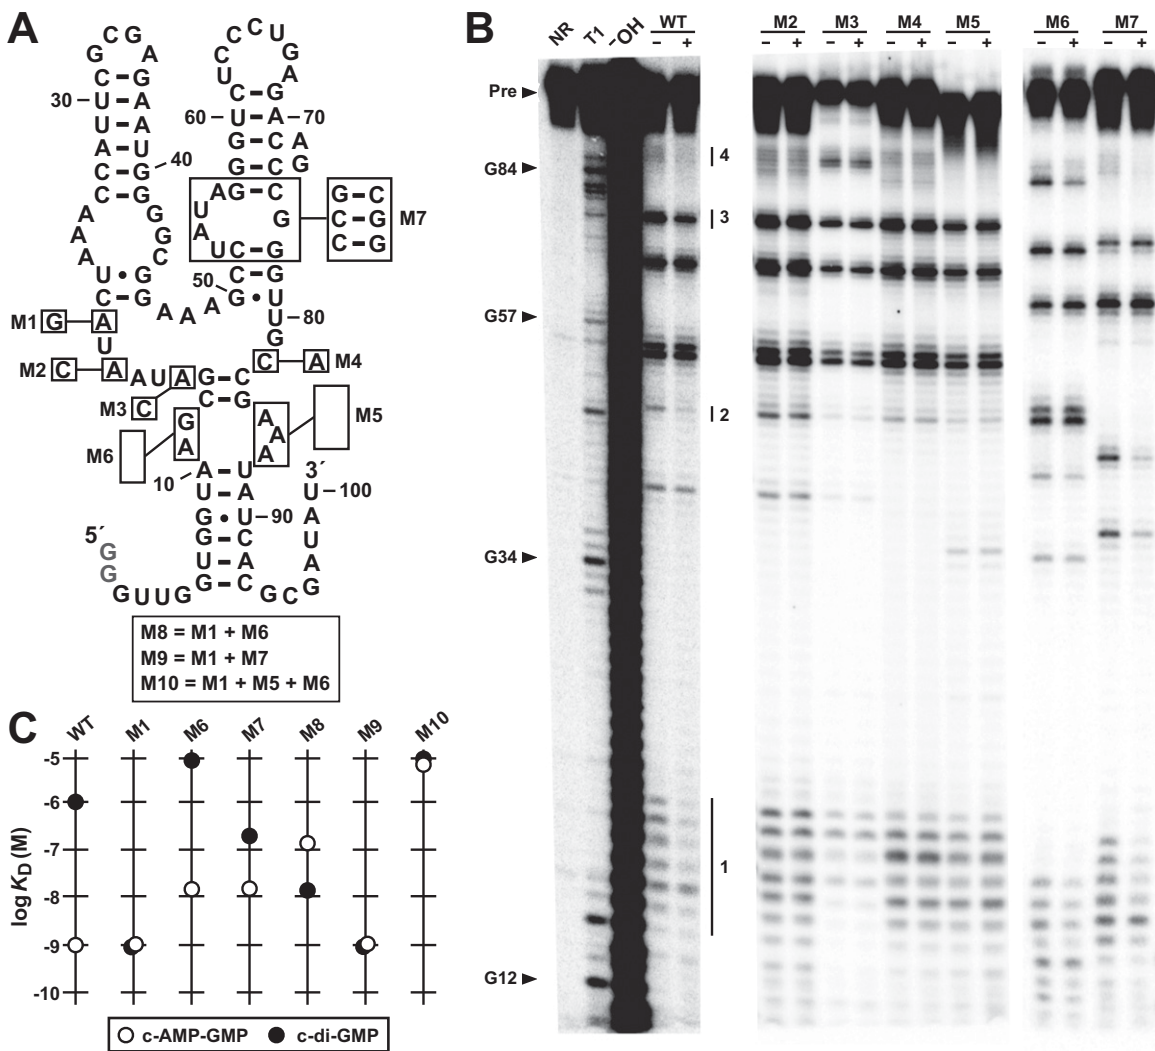 A
C G
G A
C G
U A
30 U A
A U
C G 40
C G
A G
A G
A C
A G
U • G
C G
A A A G
C C
C U
U G
C A
C G
60 U A 70
G C A
G C G
A G C
U G
A
U G
C G
50 G • U
U 80
G
G C
C G
C G
M7
M1 G A
U
M2 C A
A U A G C C A M4
M3 C C G
M6 G A
A A A A M5
10 A U 3´
U A U 100
G • U 90 A
G C U
U A A
G C G C G
5´
G
G
G U U G
M8 = M1 + M6
M9 = M1 + M7
M10 = M1 + M5 + M6
B
NR T1 –OH WT M2 M3 M4 M5 M6 M7
– + – + – + – + – + – + – +
Pre
G84
G57
G34
G12
4
3
2
1
C
WT M1 M6 M7 M8 M9 M10
log KD (M)
-5
-6
-7
-8
-9
-10
c-AMP-GMP c-di-GMP